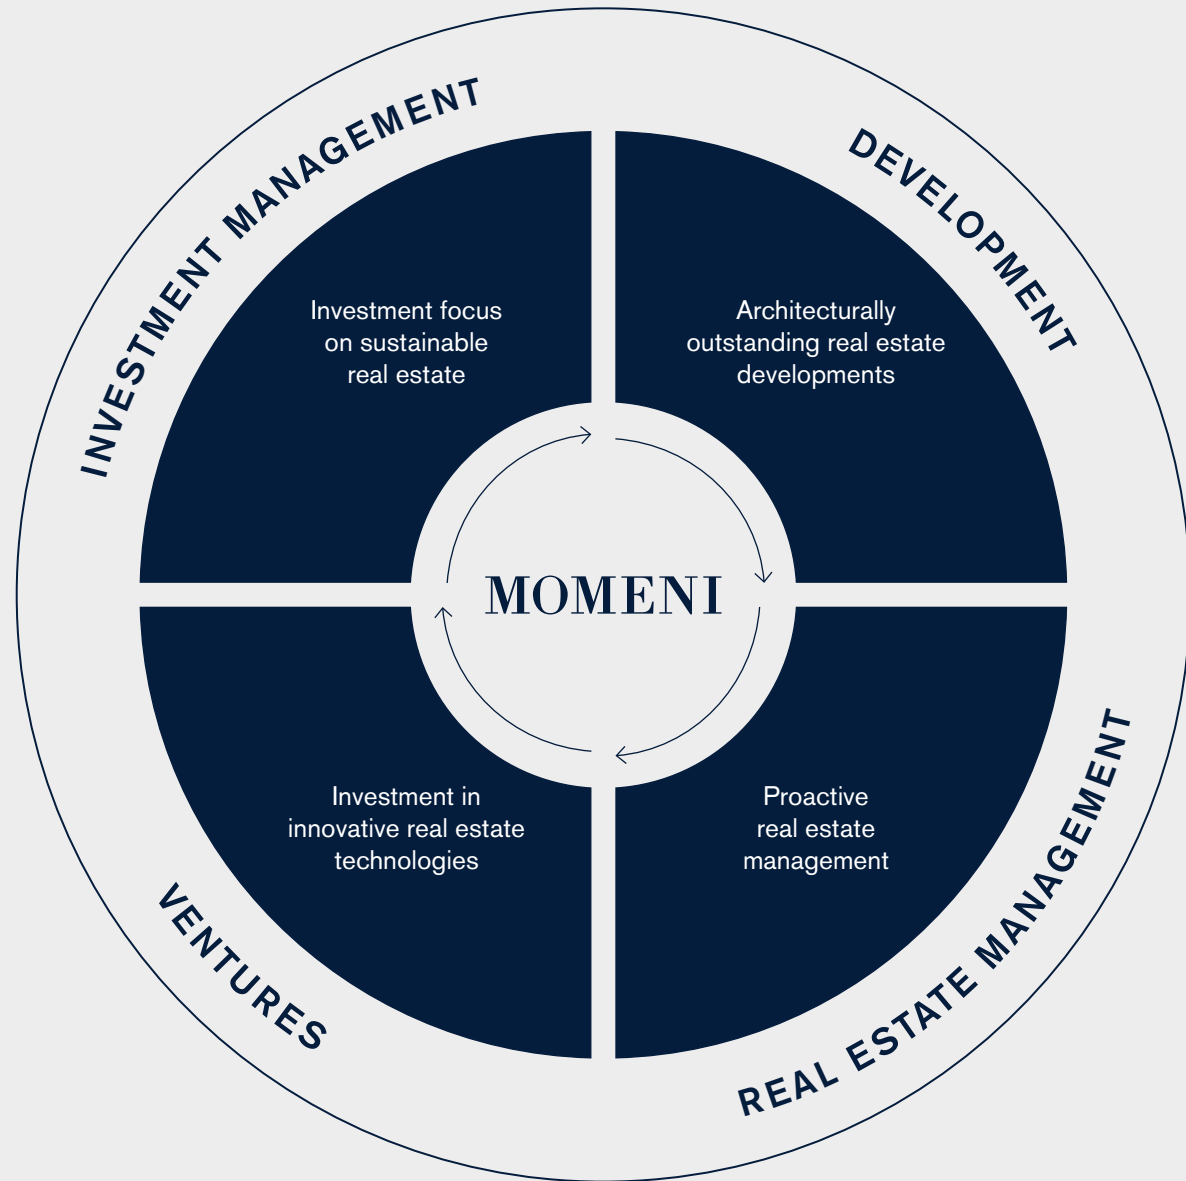 INVESTMENT MANAGEMENT
DEVELOPMENT
Investment focus
on sustainable
real estate
Architecturally
outstanding real estate
developments
MOMENI
Investment in
innovative real estate
technologies
Proactive
real estate
management
VENTURES
REAL ESTATE MANAGEMENT